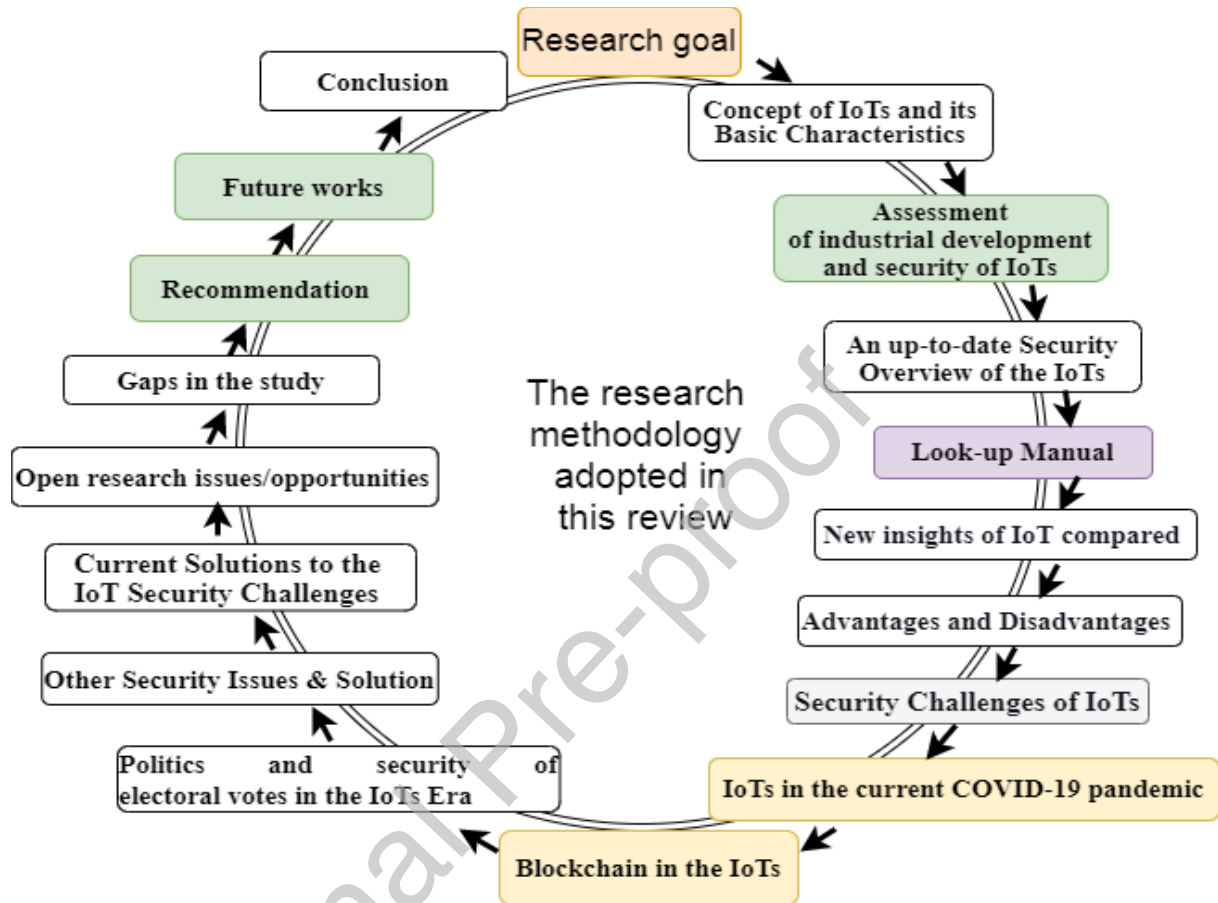 Research goal
Concept of IoTs and its
Basic Characteristics
Assessment
of industrial development
and security of IoTs
An up-to-date Security
Overview of the IoTs
Look-up Manual
New insights of IoT compared
Advantages and Disadvantages
Security Challenges of IoTs
IoTs in the current COVID-19 pandemic
Blockchain in the IoTs
Politics and security of
electoral votes in the IoTs Era
Other Security Issues & Solution
Current Solutions to the
IoT Security Challenges
Open research issues/opportunities
Gaps in the study
Recommendation
Future works
Conclusion
The research
methodology
adopted in
this review
nal Pre-proof